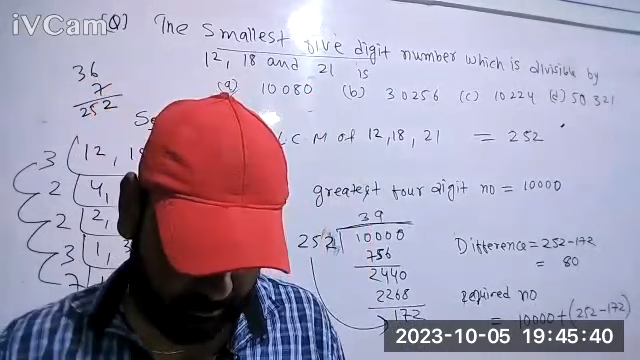 iVCam
(Q) The Smallest five digit number which is divisible by
12, 18 and 21 is
(a) 10080 (b) 30256 (c) 10224 (d) 50321
36
7
252
L.C.M of 12, 18, 21 = 252
3 12, 18
2 4,
2 2,
3 1, 3
7
greatest four digit no = 10000
39
252 10000
756
2440
2268
172
Difference = 252-172
= 80
required no
= 10000+(252-172)
2023-10-05 19:45:40